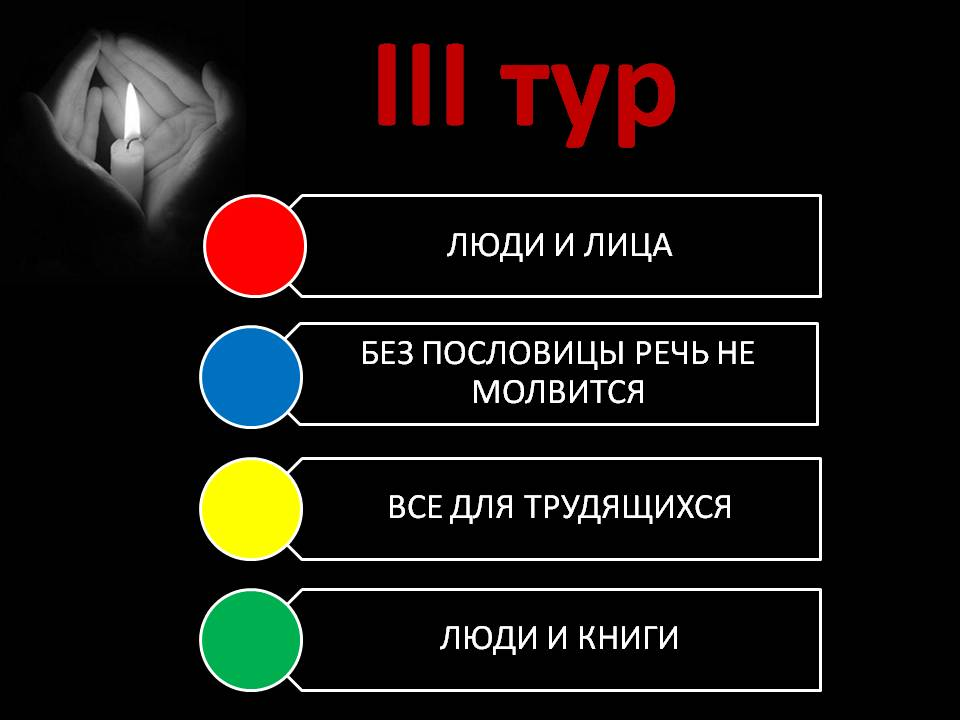 III тур
ЛЮДИ И ЛИЦА
БЕЗ ПОСЛОВИЦЫ РЕЧЬ НЕ
МОЛВИТСЯ
ВСЕ ДЛЯ ТРУДЯЩИХСЯ
ЛЮДИ И КНИГИ